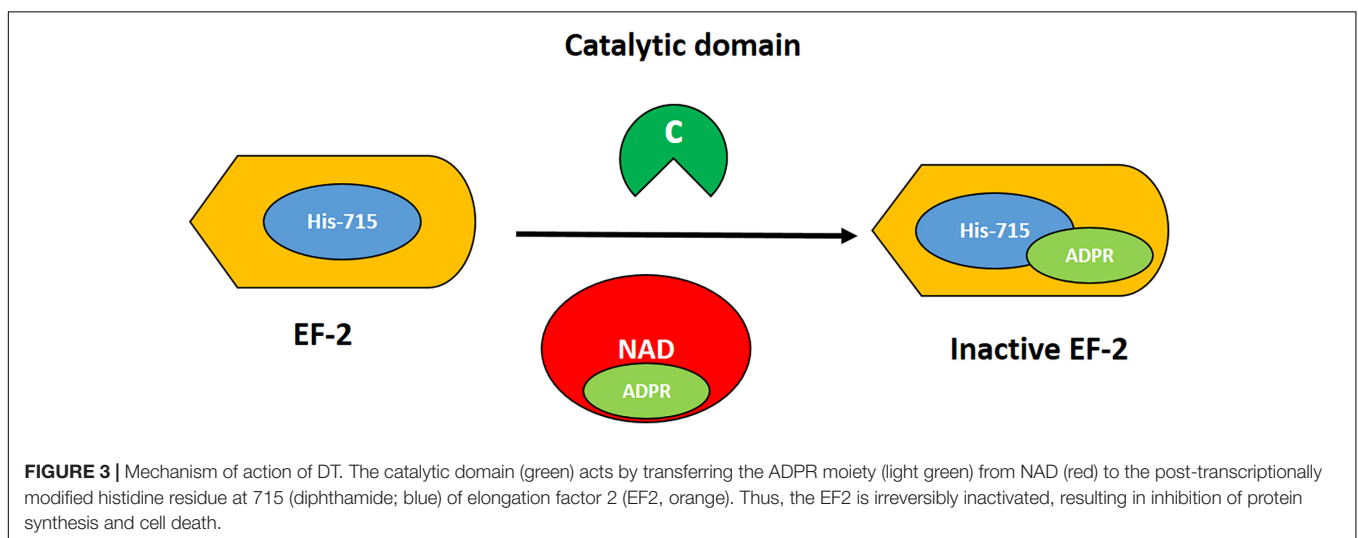 Catalytic domain
C
His-715
His-715
ADPR
EF-2
NAD
ADPR
Inactive EF-2
FIGURE 3 | Mechanism of action of DT. The catalytic domain (green) acts by transferring the ADPR moiety (light green) from NAD (red) to the post-transcriptionally
modified histidine residue at 715 (diphthamide; blue) of elongation factor 2 (EF2, orange). Thus, the EF2 is irreversibly inactivated, resulting in inhibition of protein
synthesis and cell death.